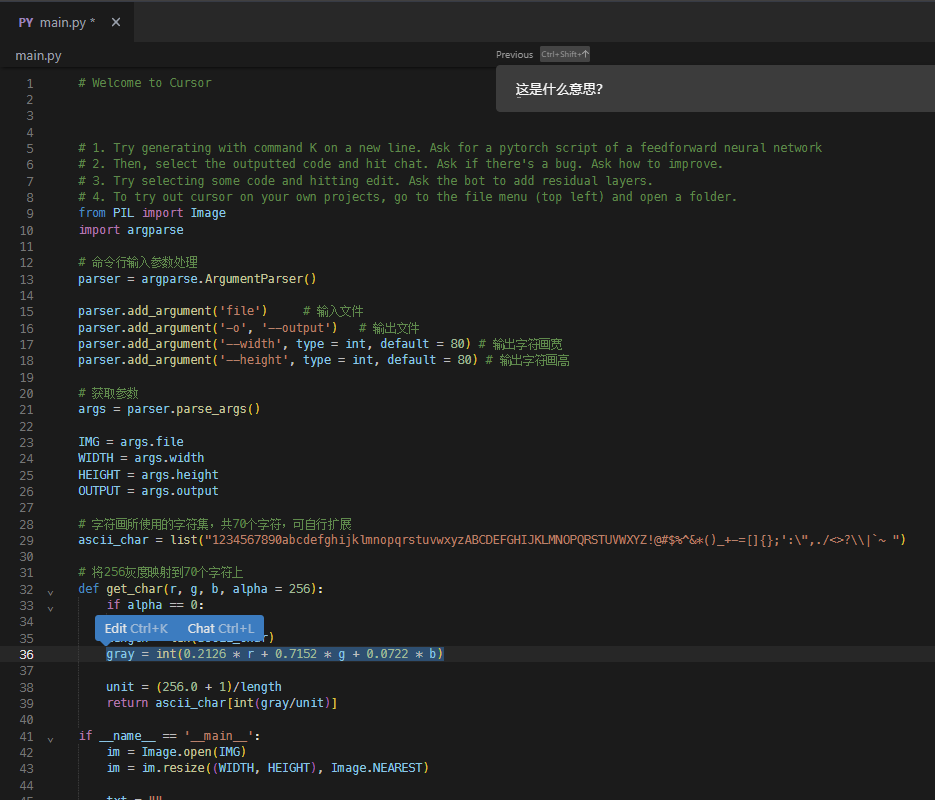 PY main.py * ×
main.py
Previous Ctrl+Shift+↑
这是什么意思?
1 # Welcome to Cursor
2
3
4
5 # 1. Try generating with command K on a new line. Ask for a pytorch script of a feedforward neural network
6 # 2. Then, select the outputted code and hit chat. Ask if there's a bug. Ask how to improve.
7 # 3. Try selecting some code and hitting edit. Ask the bot to add residual layers.
8 # 4. To try out cursor on your own projects, go to the file menu (top left) and open a folder.
9 from PIL import Image
10 import argparse
11
12 # 命令行输入参数处理
13 parser = argparse.ArgumentParser()
14
15 parser.add_argument('file')     # 输入文件
16 parser.add_argument('-o', '--output')   # 输出文件
17 parser.add_argument('--width', type = int, default = 80) # 输出字符画宽
18 parser.add_argument('--height', type = int, default = 80) # 输出字符画高
19
20 # 获取参数
21 args = parser.parse_args()
22
23 IMG = args.file
24 WIDTH = args.width
25 HEIGHT = args.height
26 OUTPUT = args.output
27
28 # 字符画所使用的字符集，共70个字符，可自行扩展
29 ascii_char = list("1234567890abcdefghijklmnopqrstuvwxyzABCDEFGHIJKLMNOPQRSTUVWXYZ!@#$%^&*()_+-=[]{};':\",./<>?\\|`~ ")
30
31 # 将256灰度映射到70个字符上
32 def get_char(r, g, b, alpha = 256):
33     if alpha == 0:
34 Edit Ctrl+K Chat Ctrl+L
35
36     gray = int(0.2126 * r + 0.7152 * g + 0.0722 * b)
37
38     unit = (256.0 + 1)/length
39     return ascii_char[int(gray/unit)]
40
41 if __name__ == '__main__':
42     im = Image.open(IMG)
43     im = im.resize((WIDTH, HEIGHT), Image.NEAREST)
44